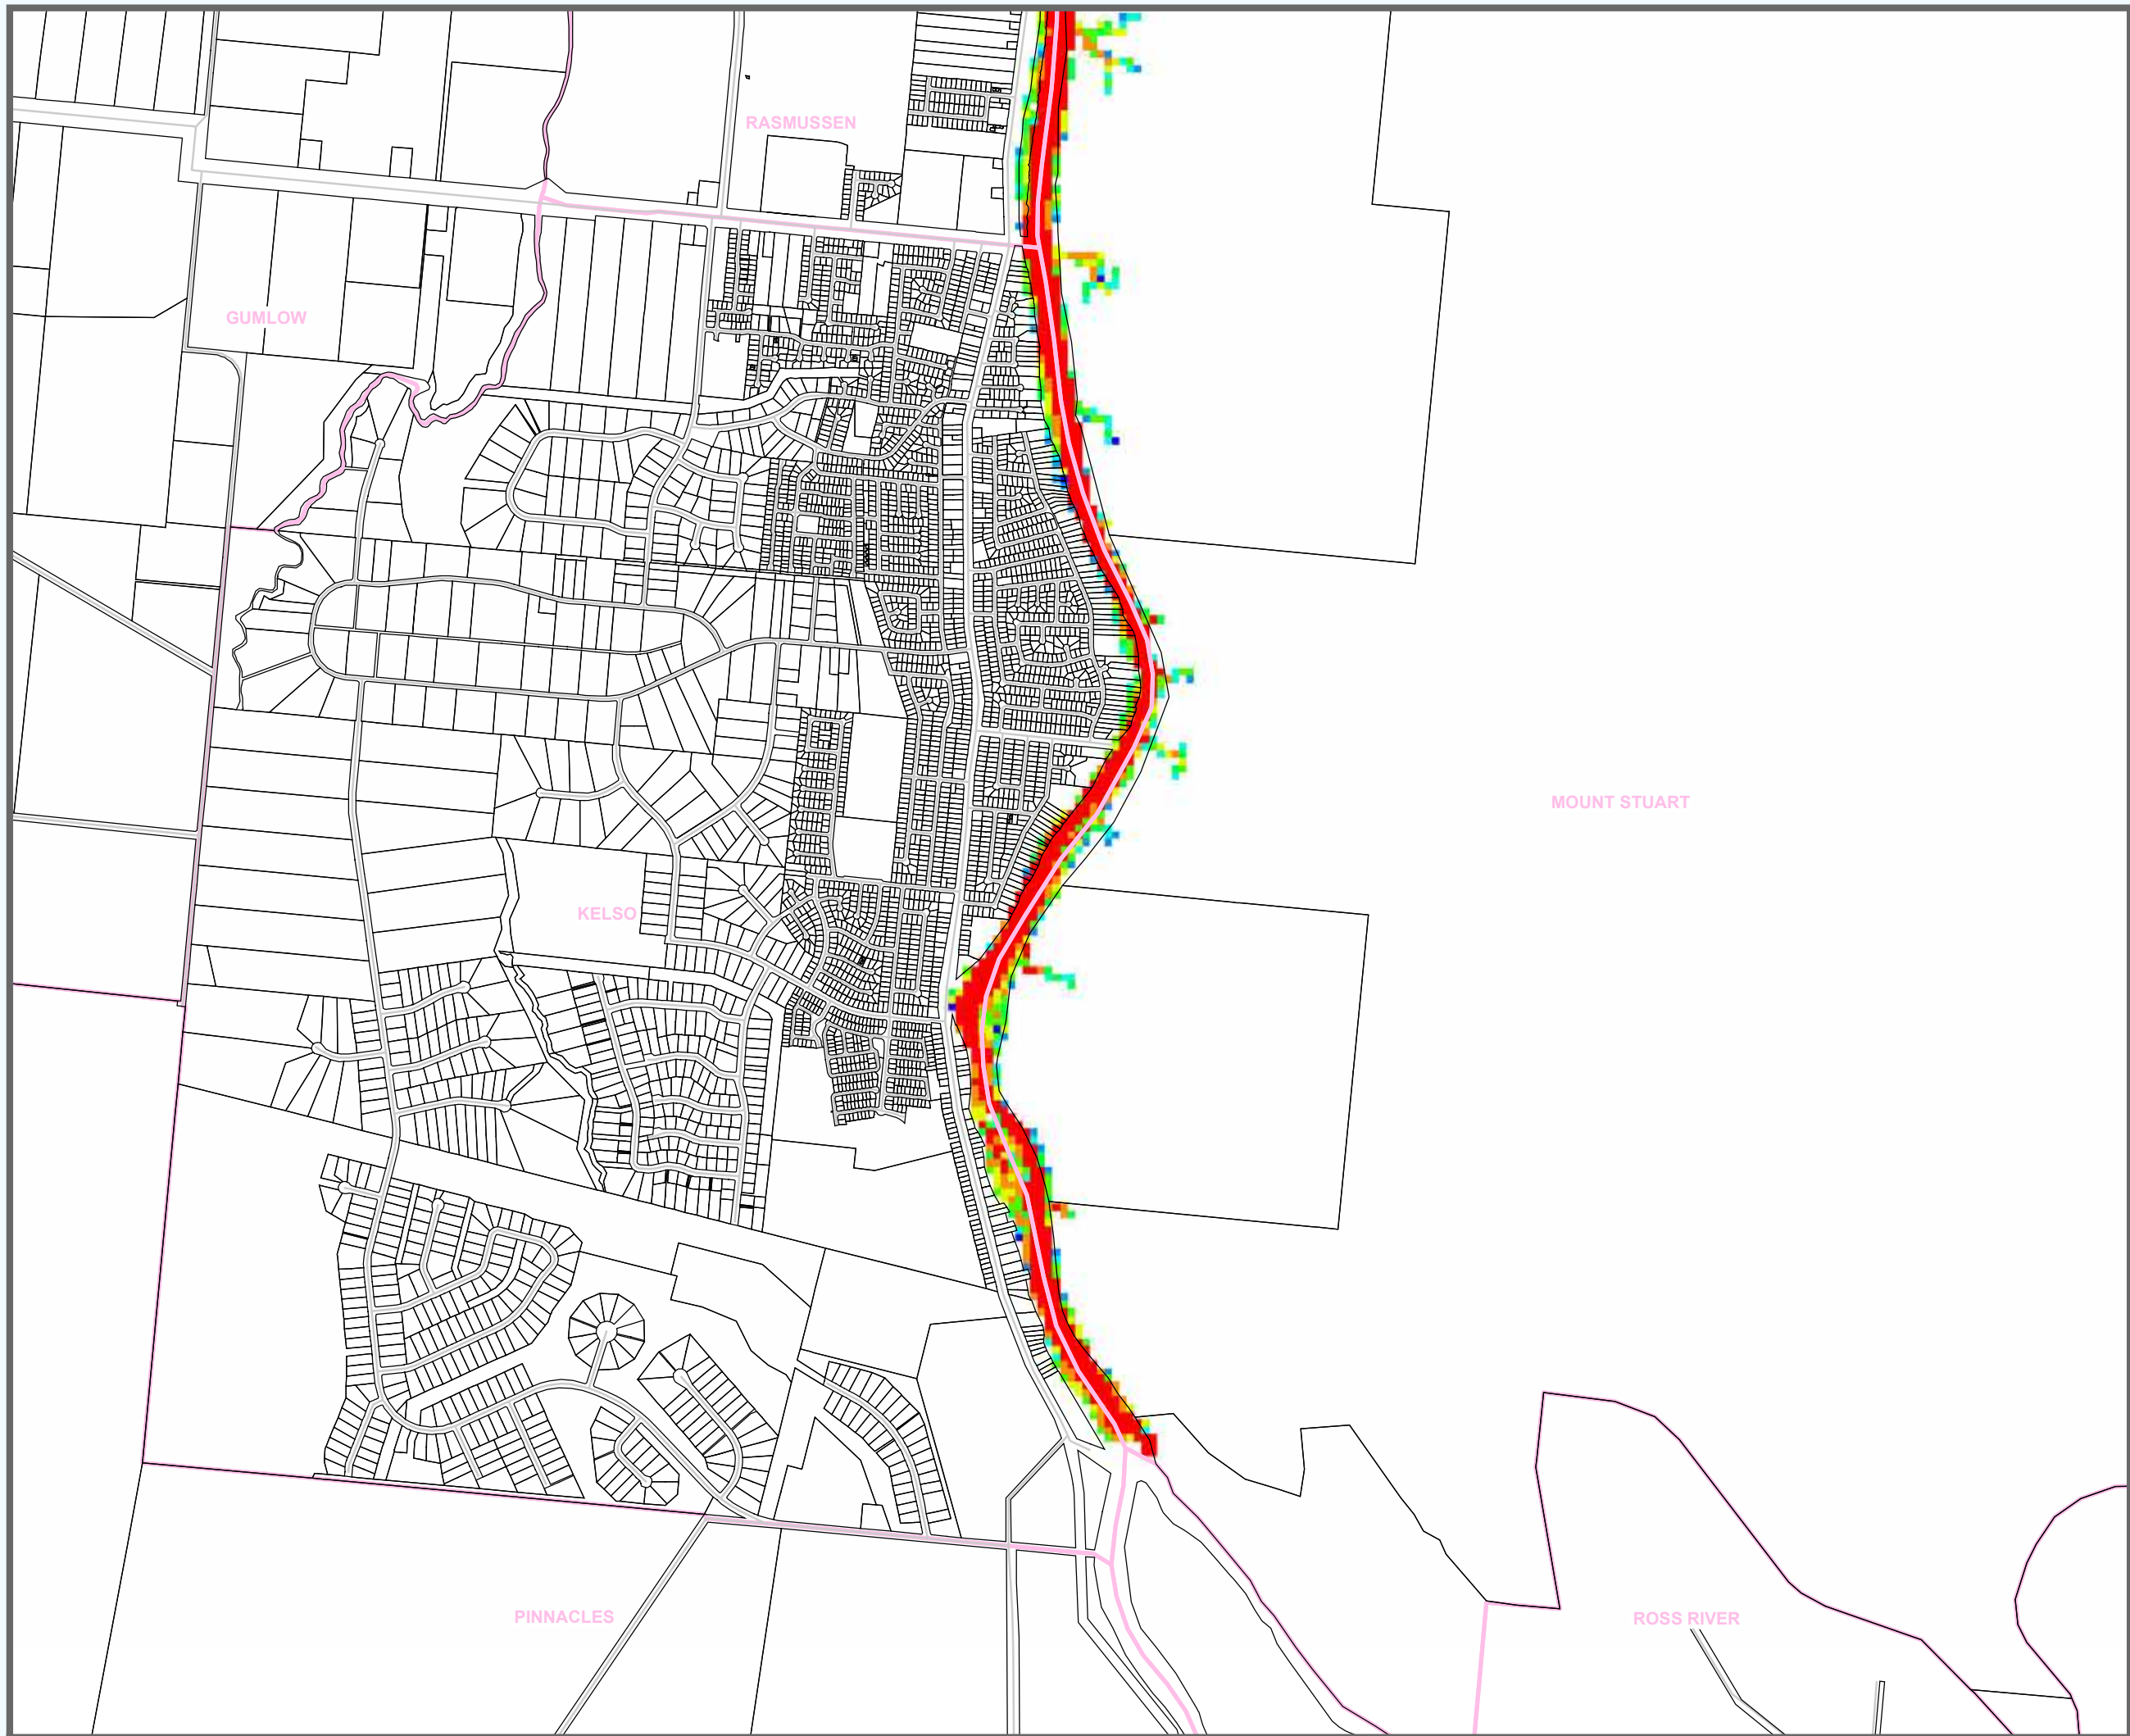 RASMUSSEN
GUMLOW
MOUNT STUART
KELSO
PINNACLES
ROSS RIVER